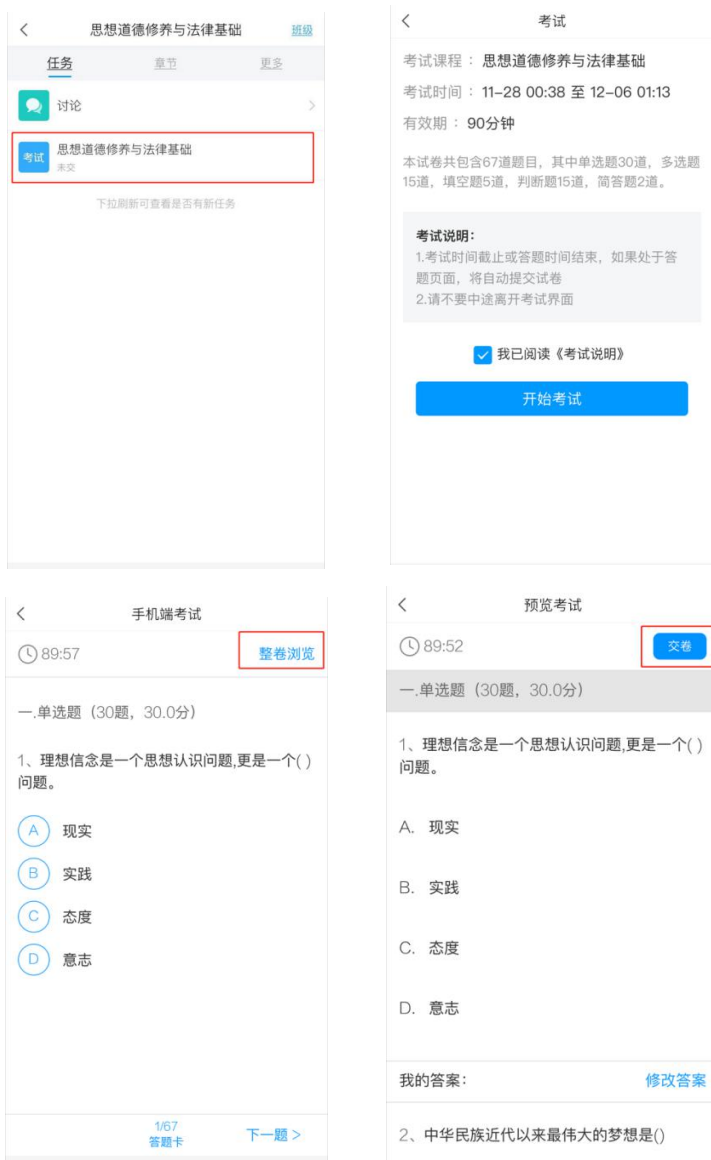 思想道德修养与法律基础 班级
任务 章节 更多
讨论
考试 思想道德修养与法律基础
未交
下拉刷新可查看是否有新任务
考试
考试课程： 思想道德修养与法律基础
考试时间： 11-28 00:38 至 12-06 01:13
有效期： 90分钟
本试卷共包含67道题目，其中单选题30道，多选题
15道，填空题5道，判断题15道，简答题2道。
考试说明：
1.考试时间截止或答题时间结束，如果处于答
题页面，将自动提交试卷
2.请不要中途离开考试界面
我已阅读《考试说明》
开始考试
手机端考试
89:57 整卷浏览
一.单选题（30题，30.0分）
1、理想信念是一个思想认识问题,更是一个( )
问题。
A 现实
B 实践
C 态度
D 意志
1/67
答题卡 下一题 >
预览考试
89:52 交卷
一.单选题（30题，30.0分）
1、理想信念是一个思想认识问题,更是一个( )
问题。
A. 现实
B. 实践
C. 态度
D. 意志
我的答案： 修改答案
2、中华民族近代以来最伟大的梦想是()